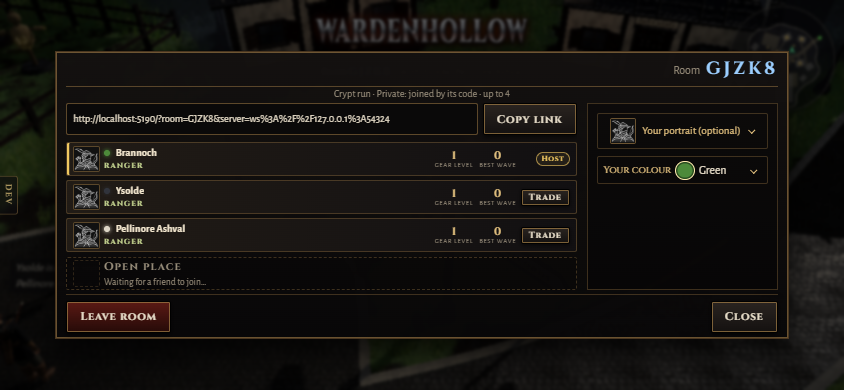 WARDENHOLLOW
Room GJZK8
Crypt run · Private: joined by its code · up to 4
http://localhost:5190/?room=GJZK8&server=ws%3A%2F%2F127.0.0.1%3A54324
COPY LINK
Your portrait (optional)
Brannoch
RANGER
1 GEAR LEVEL
0 BEST WAVE
HOST
YOUR COLOUR Green
Ysolde
RANGER
1 GEAR LEVEL
0 BEST WAVE
TRADE
Pellinore Ashval
RANGER
1 GEAR LEVEL
0 BEST WAVE
TRADE
OPEN PLACE
Waiting for a friend to join...
LEAVE ROOM
CLOSE
DEV